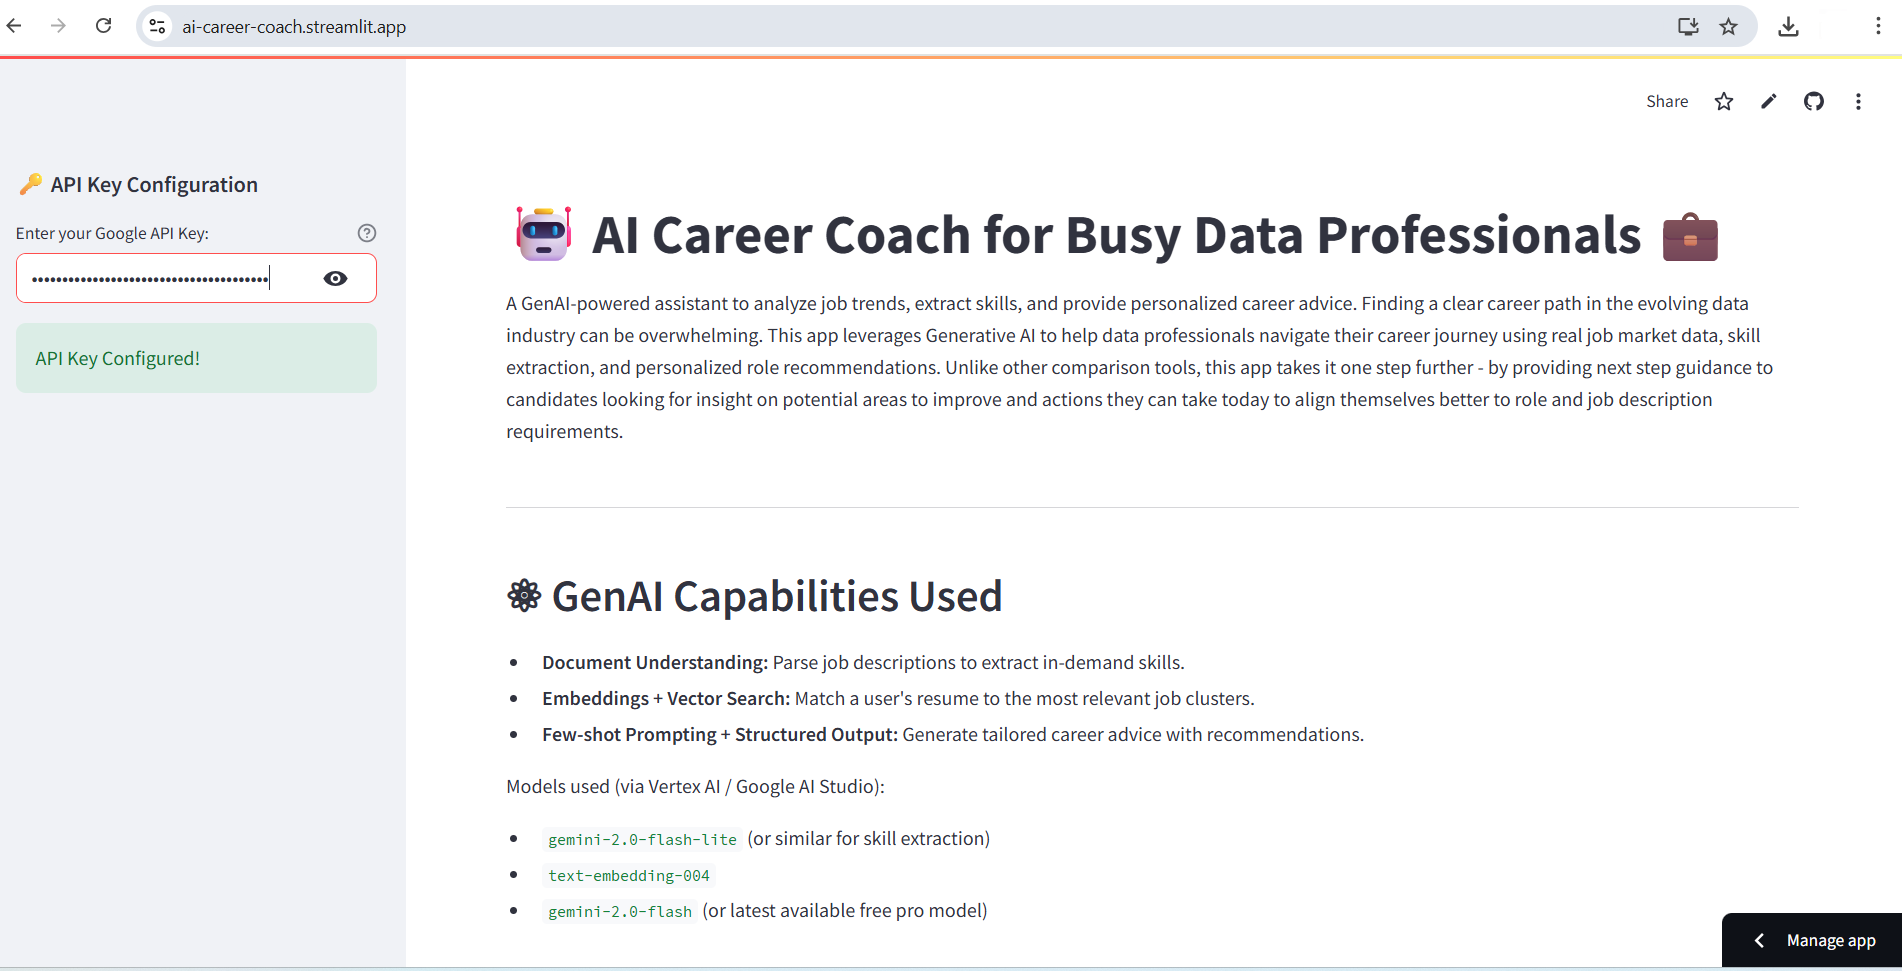 ai-career-coach.streamlit.app
Share
API Key Configuration
Enter your Google API Key:
••••••••••••••••••••••••••••••••••••••
API Key Configured!
AI Career Coach for Busy Data Professionals
A GenAI-powered assistant to analyze job trends, extract skills, and provide personalized career advice. Finding a clear career path in the evolving data
industry can be overwhelming. This app leverages Generative AI to help data professionals navigate their career journey using real job market data, skill
extraction, and personalized role recommendations. Unlike other comparison tools, this app takes it one step further - by providing next step guidance to
candidates looking for insight on potential areas to improve and actions they can take today to align themselves better to role and job description
requirements.
GenAI Capabilities Used
• Document Understanding: Parse job descriptions to extract in-demand skills.
• Embeddings + Vector Search: Match a user's resume to the most relevant job clusters.
• Few-shot Prompting + Structured Output: Generate tailored career advice with recommendations.
Models used (via Vertex AI / Google AI Studio):
• gemini-2.0-flash-lite (or similar for skill extraction)
• text-embedding-004
• gemini-2.0-flash (or latest available free pro model)
Manage app